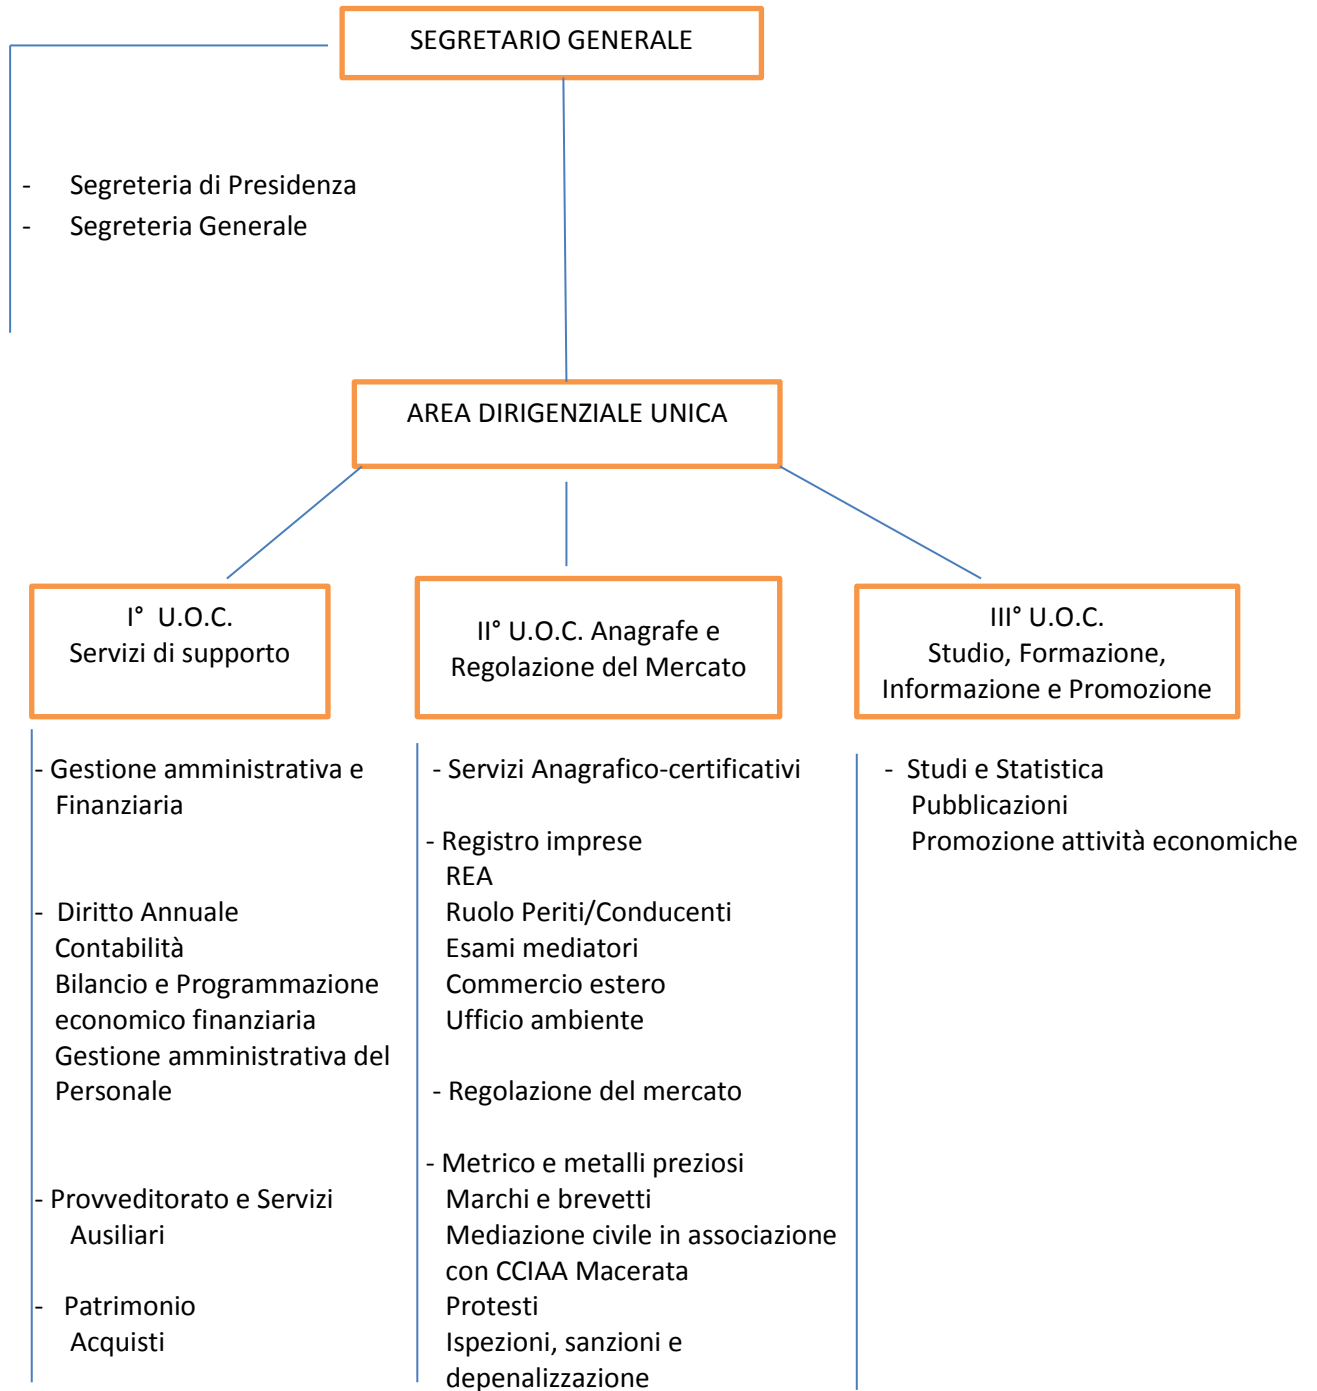 SEGRETARIO GENERALE
- Segreteria di Presidenza
- Segreteria Generale
AREA DIRIGENZIALE UNICA
I° U.O.C.
Servizi di supporto
II° U.O.C. Anagrafe e
Regolazione del Mercato
III° U.O.C.
Studio, Formazione,
Informazione e Promozione
- Gestione amministrativa e
Finanziaria
- Diritto Annuale
Contabilità
Bilancio e Programmazione
economico finanziaria
Gestione amministrativa del
Personale
- Provveditorato e Servizi
Ausiliari
- Patrimonio
Acquisti
- Servizi Anagrafico-certificativi
- Registro imprese
REA
Ruolo Periti/Conducenti
Esami mediatori
Commercio estero
Ufficio ambiente
- Regolazione del mercato
- Metrico e metalli preziosi
Marchi e brevetti
Mediazione civile in associazione
con CCIAA Macerata
Protesti
Ispezioni, sanzioni e
depenalizzazione
- Studi e Statistica
Pubblicazioni
Promozione attività economiche